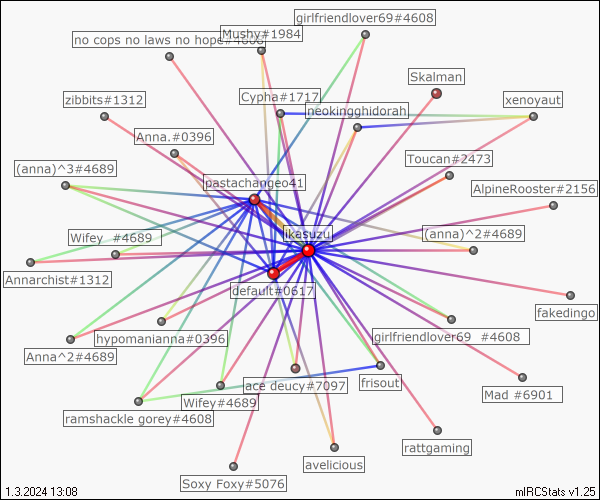 girlfriendlover69#4608
Mushy#1984
no cops no laws no hope#4608
Skalman
zibbits#1312
Cypha#1717
neokingghidorah
xenoyaut
Anna.#0396
Toucan#2473
(anna)^3#4689
pastachangeo41
AlpineRooster#2156
Wifey  #4689
ikasuzu
(anna)^2#4689
Annarchist#1312
default#0617
fakedingo
hypomanianna#0396
girlfriendlover69  #4608
Anna^2#4689
ace deucy#7097
frisout
Mad #6901
Wifey#4689
ramshackle gorey#4608
rattgaming
avelicious
Soxy Foxy#5076
1.3.2024 13:08
mIRCStats v1.25